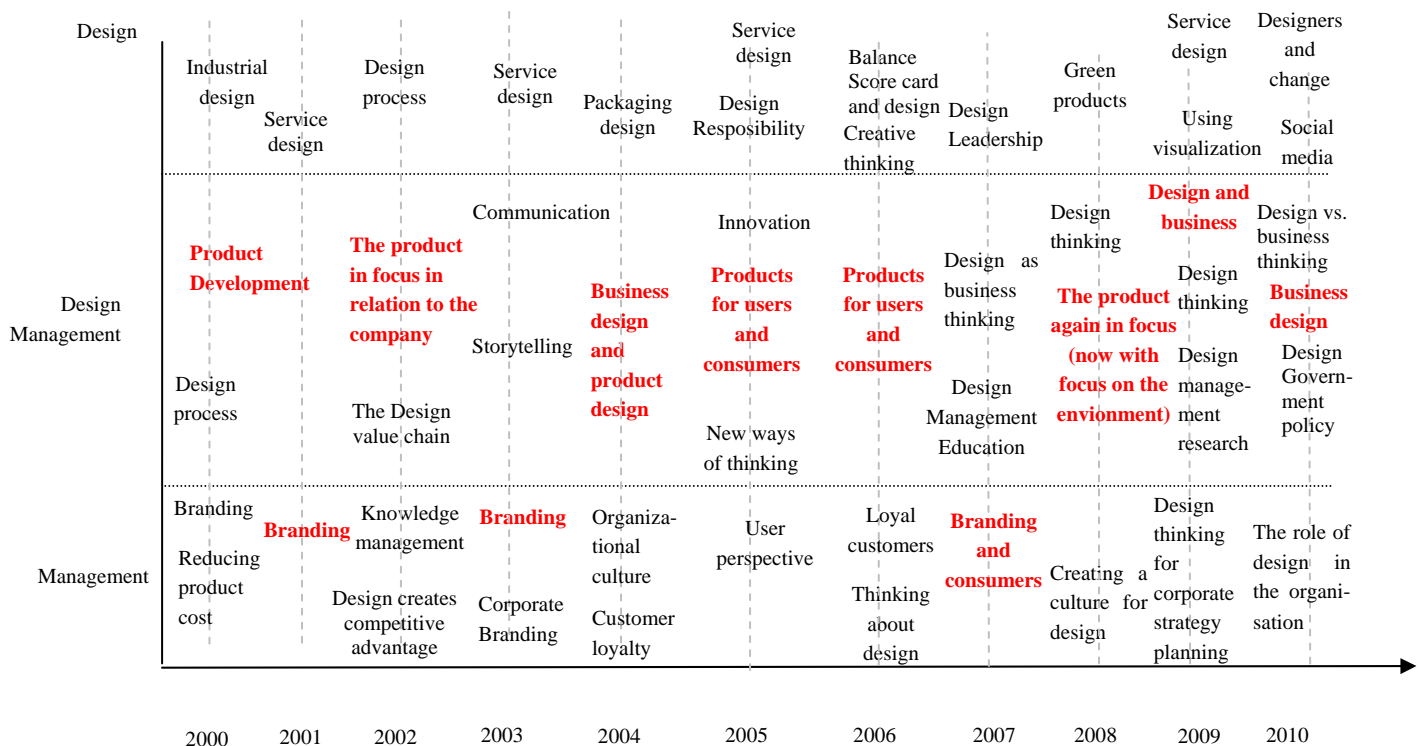 Design
Industrial
design
Service
design
Design
process
Service
design
Packaging
design
Service
design
Design
Resposibility
Balance
Score card
and design
Creative
thinking
Design
Leadership
Green
products
Service
design
Using
visualization
Designers
and
change
Social
media
Design
Management
Product
Development
Design
process
The product
in focus in
relation to the
company
The Design
value chain
Communication
Storytelling
Business
design
and
product
design
Innovation
Products
for users
and
consumers
New ways
of thinking
Products
for users
and
consumers
Design as
business
thinking
Design
Management
Education
Design
thinking
The product
again in focus
(now with
focus on the
envionment)
Design and
business
Design
thinking
Design
manage-
ment
research
Design vs.
business
thinking
Business
design
Design
Govern-
ment
policy
Management
Branding
Reducing
product
cost
Branding
Knowledge
management
Design creates
competitive
advantage
Branding
Corporate
Branding
Organiza-
tional
culture
Customer
loyalty
User
perspective
Loyal
customers
Thinking
about
design
Branding
and
consumers
Creating a
culture for
design
Design
thinking
for
corporate
strategy
planning
The role of
design in
the organi-
sation
2000 2001 2002 2003 2004 2005 2006 2007 2008 2009 2010